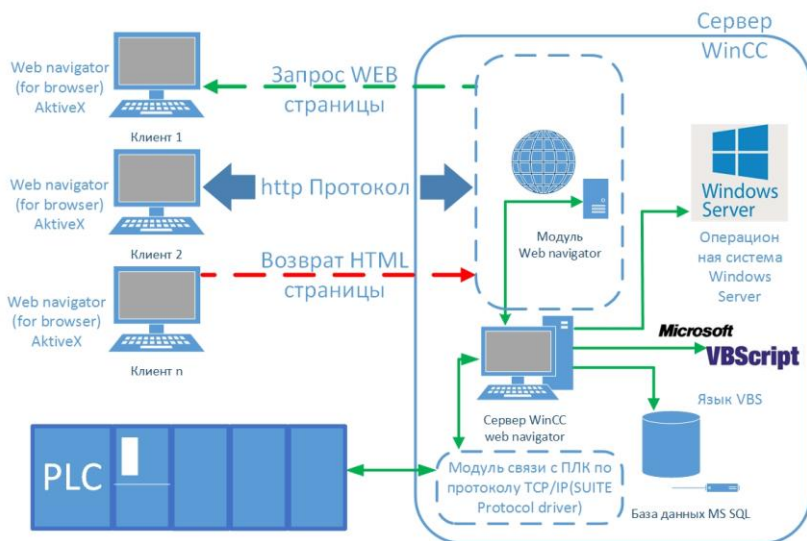 Сервер
WinCC
Web navigator
(for browser)
AktiveX
Клиент 1
Запрос WEB
страницы
Web navigator
(for browser)
AktiveX
Клиент 2
http Протокол
Модуль
Web navigator
Windows
Server
Операцион
ная система
Windows
Server
Web navigator
(for browser)
AktiveX
Клиент n
Возврат HTML
страницы
Microsoft
VBScript
Язык VBS
Сервер WinCC
web navigator
PLC
Модуль связи с ПЛК по
протоколу TCP/IP(SUITE
Protocol driver)
База данных MS SQL